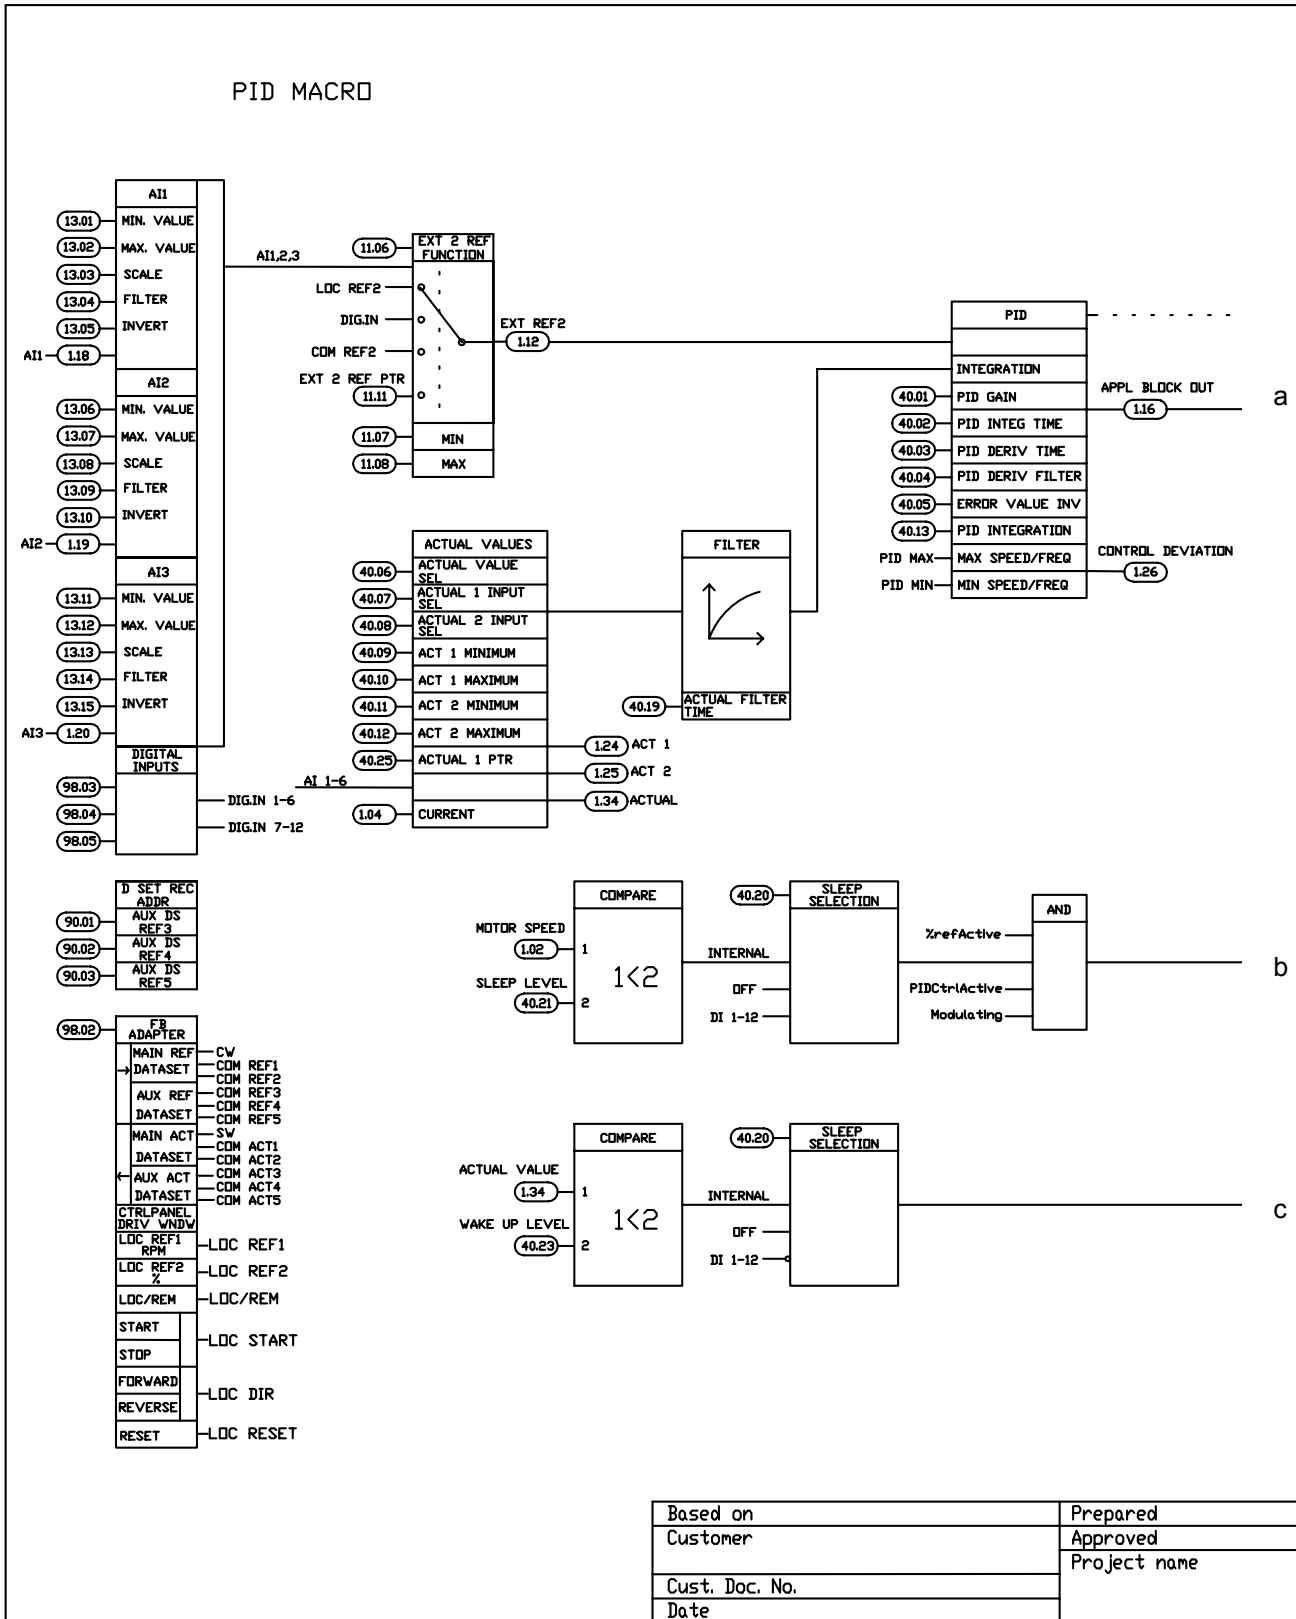 PID MACRO
AI1
13.01 MIN. VALUE
13.02 MAX. VALUE
13.03 SCALE
13.04 FILTER
13.05 INVERT
AI1 1.18
AI2
13.06 MIN. VALUE
13.07 MAX. VALUE
13.08 SCALE
13.09 FILTER
13.10 INVERT
AI2 1.19
AI3
13.11 MIN. VALUE
13.12 MAX. VALUE
13.13 SCALE
13.14 FILTER
13.15 INVERT
AI3 1.20
DIGITAL
INPUTS
98.03
98.04
98.05
DIG.IN 1-6
DIG.IN 7-12
AI1,2,3
11.06 EXT 2 REF
FUNCTION
LOC REF2
DIG.IN
COM REF2
EXT 2 REF PTR
11.11
11.07 MIN
11.08 MAX
EXT REF2
1.12
ACTUAL VALUES
40.06 ACTUAL VALUE
SEL
40.07 ACTUAL 1 INPUT
SEL
40.08 ACTUAL 2 INPUT
SEL
40.09 ACT 1 MINIMUM
40.10 ACT 1 MAXIMUM
40.11 ACT 2 MINIMUM
40.12 ACT 2 MAXIMUM
40.25 ACTUAL 1 PTR
AI 1-6
1.04 CURRENT
1.24 ACT 1
1.25 ACT 2
1.34 ACTUAL
FILTER
40.19 ACTUAL FILTER
TIME
PID
INTEGRATION
40.01 PID GAIN
40.02 PID INTEG TIME
40.03 PID DERIV TIME
40.04 PID DERIV FILTER
40.05 ERROR VALUE INV
40.13 PID INTEGRATION
PID MAX MAX SPEED/FREQ
PID MIN MIN SPEED/FREQ
APPL BLOCK OUT
1.16
a
CONTROL DEVIATION
1.26
D SET REC
ADDR
90.01 AUX DS
REF3
90.02 AUX DS
REF4
90.03 AUX DS
REF5
98.02 FB
ADAPTER
MAIN REF CW
DATASET COM REF1
COM REF2
AUX REF COM REF3
COM REF4
DATASET COM REF5
MAIN ACT SW
COM ACT1
DATASET COM ACT2
AUX ACT COM ACT3
COM ACT4
DATASET COM ACT5
CTRLPANEL
DRIV WNDW
LOC REF1
RPM
LOC REF1
LOC REF2
%
LOC REF2
LOC/REM LOC/REM
START
STOP
LOC START
FORWARD
REVERSE
LOC DIR
RESET LOC RESET
COMPARE
MOTOR SPEED
1.02 1
1<2
SLEEP LEVEL
40.21 2
40.20 SLEEP
SELECTION
INTERNAL
OFF
DI 1-12
AND
%refActive
PIDCtrlActive
Modulating
b
COMPARE
ACTUAL VALUE
1.34 1
1<2
WAKE UP LEVEL
40.23 2
40.20 SLEEP
SELECTION
INTERNAL
OFF
DI 1-12
c
Based on Prepared
Customer Approved
Project name
Cust. Doc. No.
Date